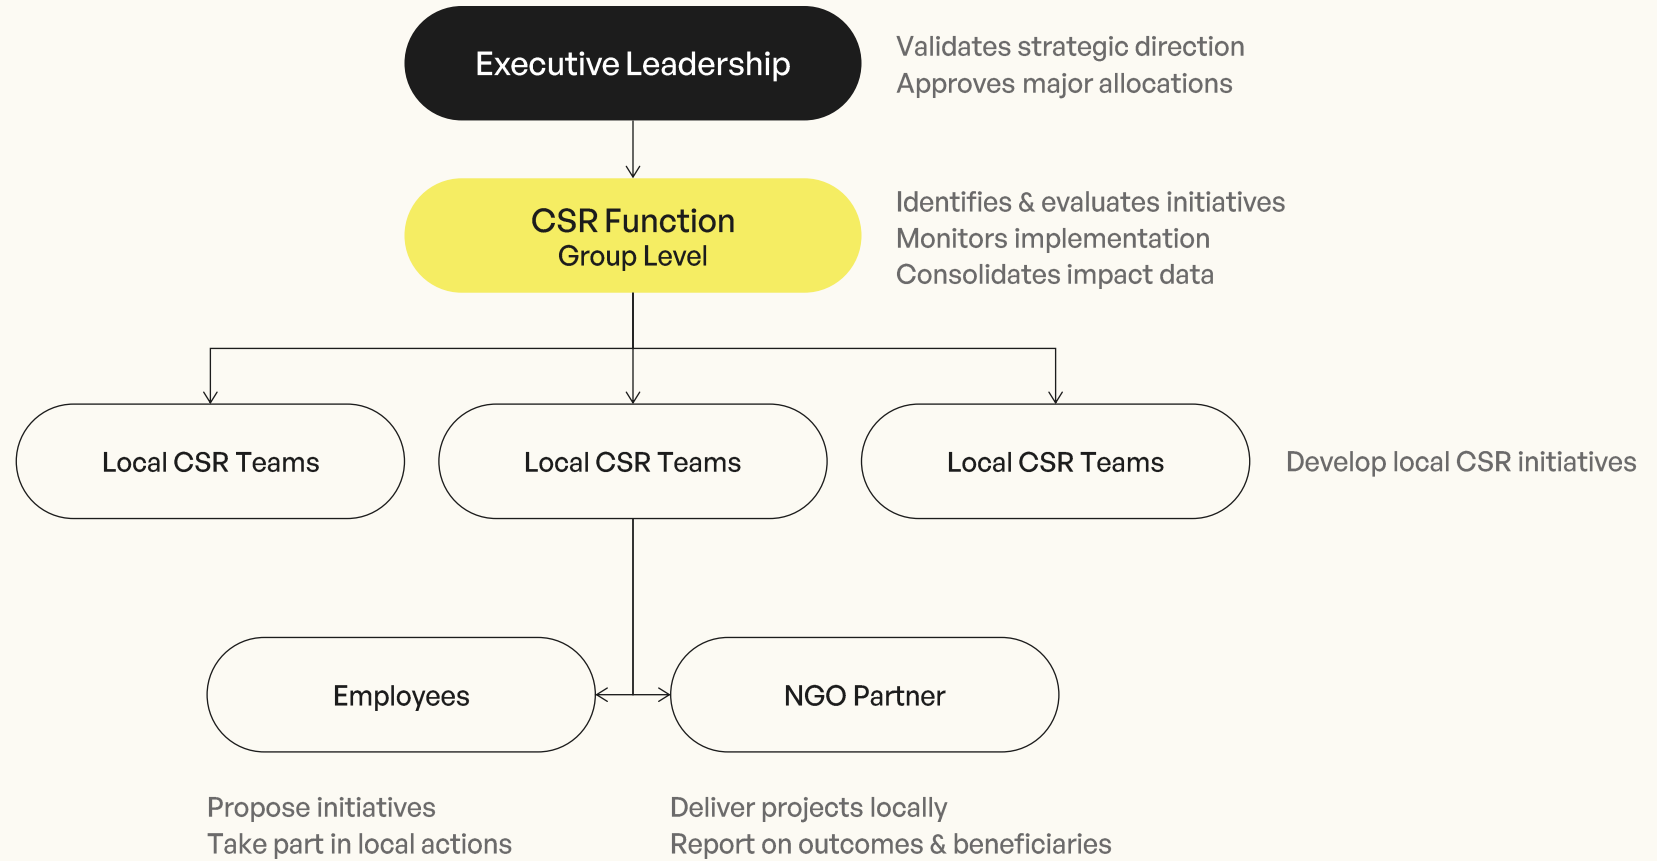 Executive Leadership
Validates strategic direction
Approves major allocations
CSR Function
Group Level
Identifies & evaluates initiatives
Monitors implementation
Consolidates impact data
Local CSR Teams
Local CSR Teams
Local CSR Teams
Develop local CSR initiatives
Employees
NGO Partner
Propose initiatives
Take part in local actions
Deliver projects locally
Report on outcomes & beneficiaries